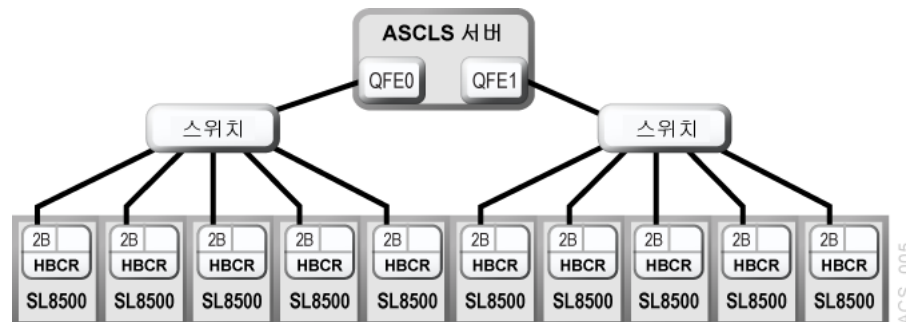 ASCLS 서버
QFE0 QFE1
스위치 스위치
2B 2B 2B 2B 2B 2B 2B 2B 2B 2B
HBCR HBCR HBCR HBCR HBCR HBCR HBCR HBCR HBCR HBCR
SL8500 SL8500 SL8500 SL8500 SL8500 SL8500 SL8500 SL8500 SL8500 SL8500